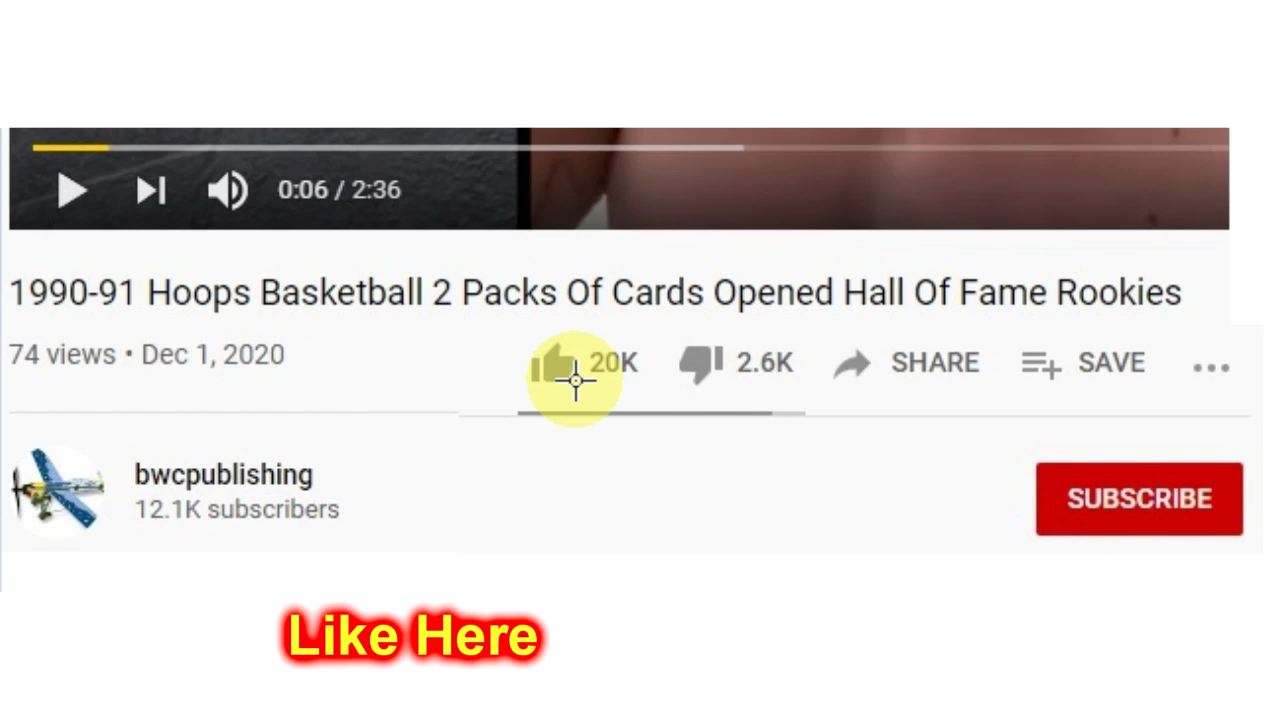 0:06 / 2:36
1990-91 Hoops Basketball 2 Packs Of Cards Opened Hall Of Fame Rookies
74 views • Dec 1, 2020 20K 2.6K SHARE SAVE
bwcpublishing
12.1K subscribers
SUBSCRIBE
Like Here